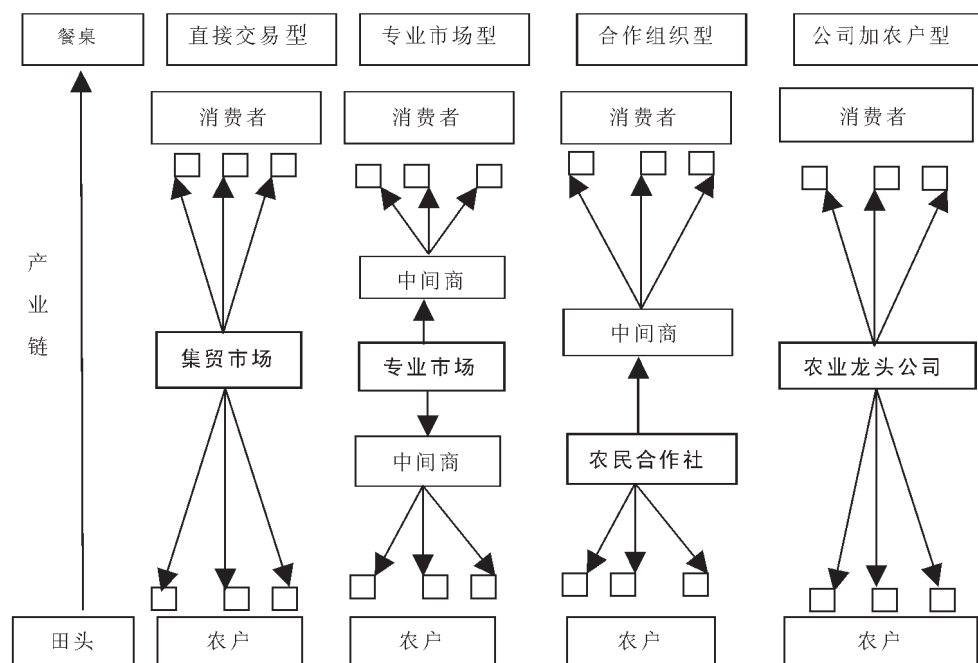 餐桌
直接交易型
专业市场型
合作组织型
公司加农户型
消费者
消费者
消费者
消费者
产业链
中间商
中间商
集贸市场
专业市场
农业龙头公司
中间商
农民合作社
田头
农户
农户
农户
农户